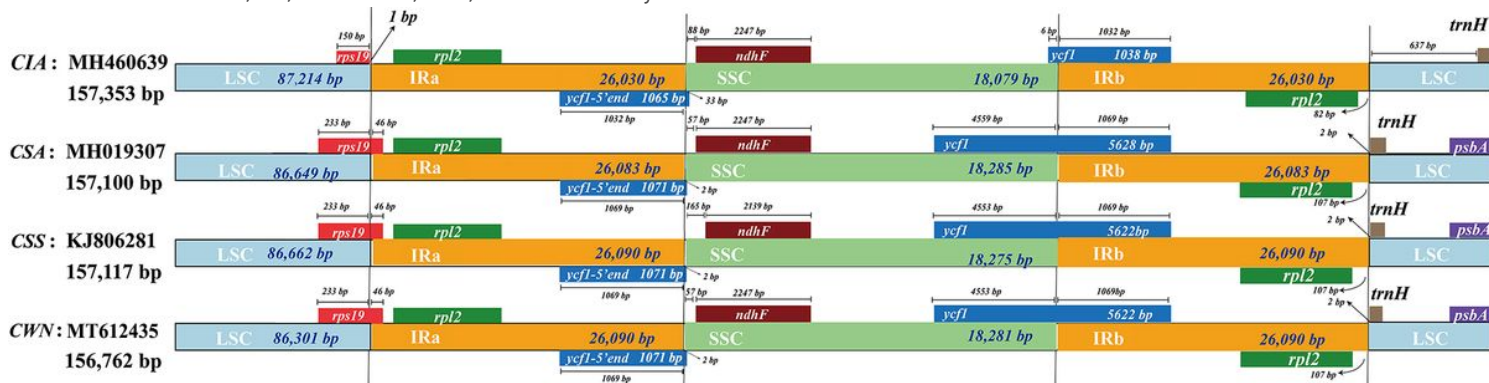 1 bp
trnH
150 bp
88 bp
2247 bp
6 bp
1032 bp
637 bp
rps19
rpl2
ndhF
ycf1
1038 bp
CIA: MH460639
157,353 bp
LSC
87,214 bp
IRa
26,030 bp
SSC
18,079 bp
IRb
26,030 bp
LSC
ycf1-5'end 1065 bp
33 bp
1032 bp
rpl2
82 bp
trnH
233 bp
46 bp
57 bp
2247 bp
4559 bp
1069 bp
2 bp
rps19
rpl2
ndhF
ycf1
5628 bp
psbA
CSA: MH019307
157,100 bp
LSC
86,649 bp
IRa
26,083 bp
SSC
18,285 bp
IRb
26,083 bp
LSC
ycf1-5'end 1071 bp
2 bp
1069 bp
rpl2
107 bp
trnH
233 bp
46 bp
165 bp
2139 bp
4553 bp
1069 bp
2 bp
rps19
rpl2
ndhF
ycf1
5622bp
psbA
CSS: KJ806281
157,117 bp
LSC
86,662 bp
IRa
26,090 bp
SSC
18,275 bp
IRb
26,090 bp
LSC
ycf1-5'end 1071 bp
2 bp
1069 bp
rpl2
107 bp
trnH
233 bp
46 bp
57 bp
2247 bp
4553 bp
1069bp
2 bp
rps19
rpl2
ndhF
ycf1
5622 bp
psbA
CWN: MT612435
156,762 bp
LSC
86,301 bp
IRa
26,090 bp
SSC
18,281 bp
IRb
26,090 bp
LSC
ycf1-5'end 1071 bp
2 bp
1069 bp
rpl2
107 bp